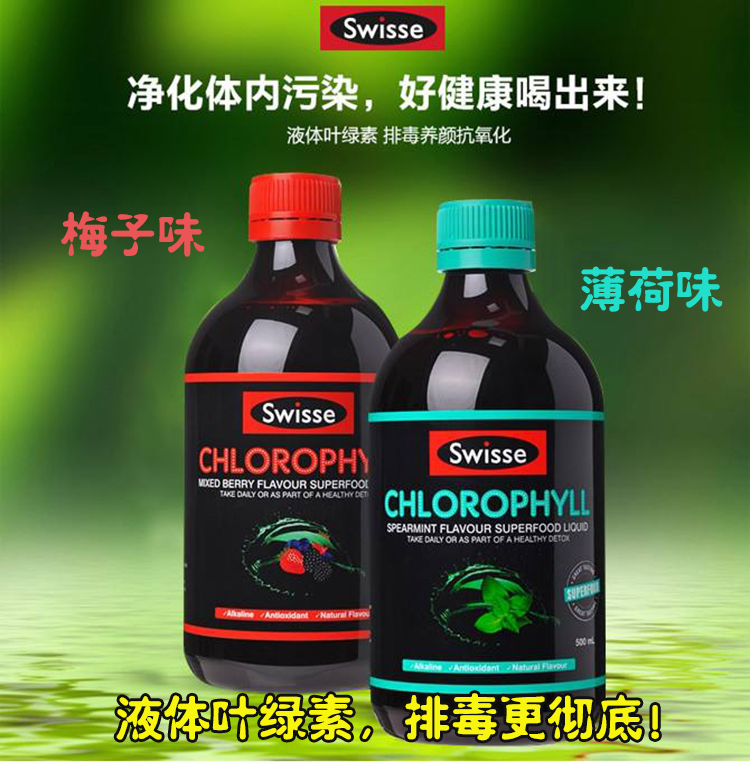 Swisse
净化体内污染，好健康喝出来！
液体叶绿素 排毒养颜抗氧化
梅子味
薄荷味
Swisse
CHLOROPHY
MIXED BERRY FLAVOUR SUPERFOOD
TAKE DAILY OR AS PART OF A HEALTHY DETO
✓Alkaline ✓Antioxidant ✓Natural Flavou
Swisse
CHLOROPHYLL
SPEARMINT FLAVOUR SUPERFOOD LIQUID
TAKE DAILY OR AS PART OF A HEALTHY DETOX
SUPERFOOD
500 mL
✓Alkaline ✓Antioxidant ✓Natural Flavour
液体叶绿素，排毒更彻底！